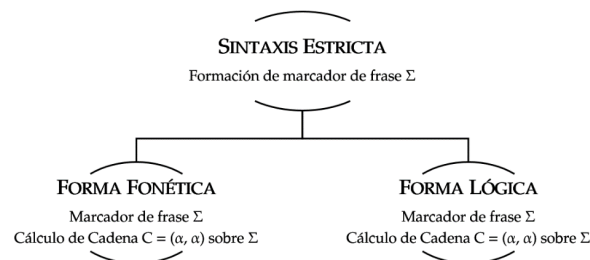 SINTAXIS ESTRICTA
Formación de marcador de frase Σ
FORMA FONÉTICA
Marcador de frase Σ
Cálculo de Cadena C = (α, α) sobre Σ
FORMA LÓGICA
Marcador de frase Σ
Cálculo de Cadena C = (α, α) sobre Σ